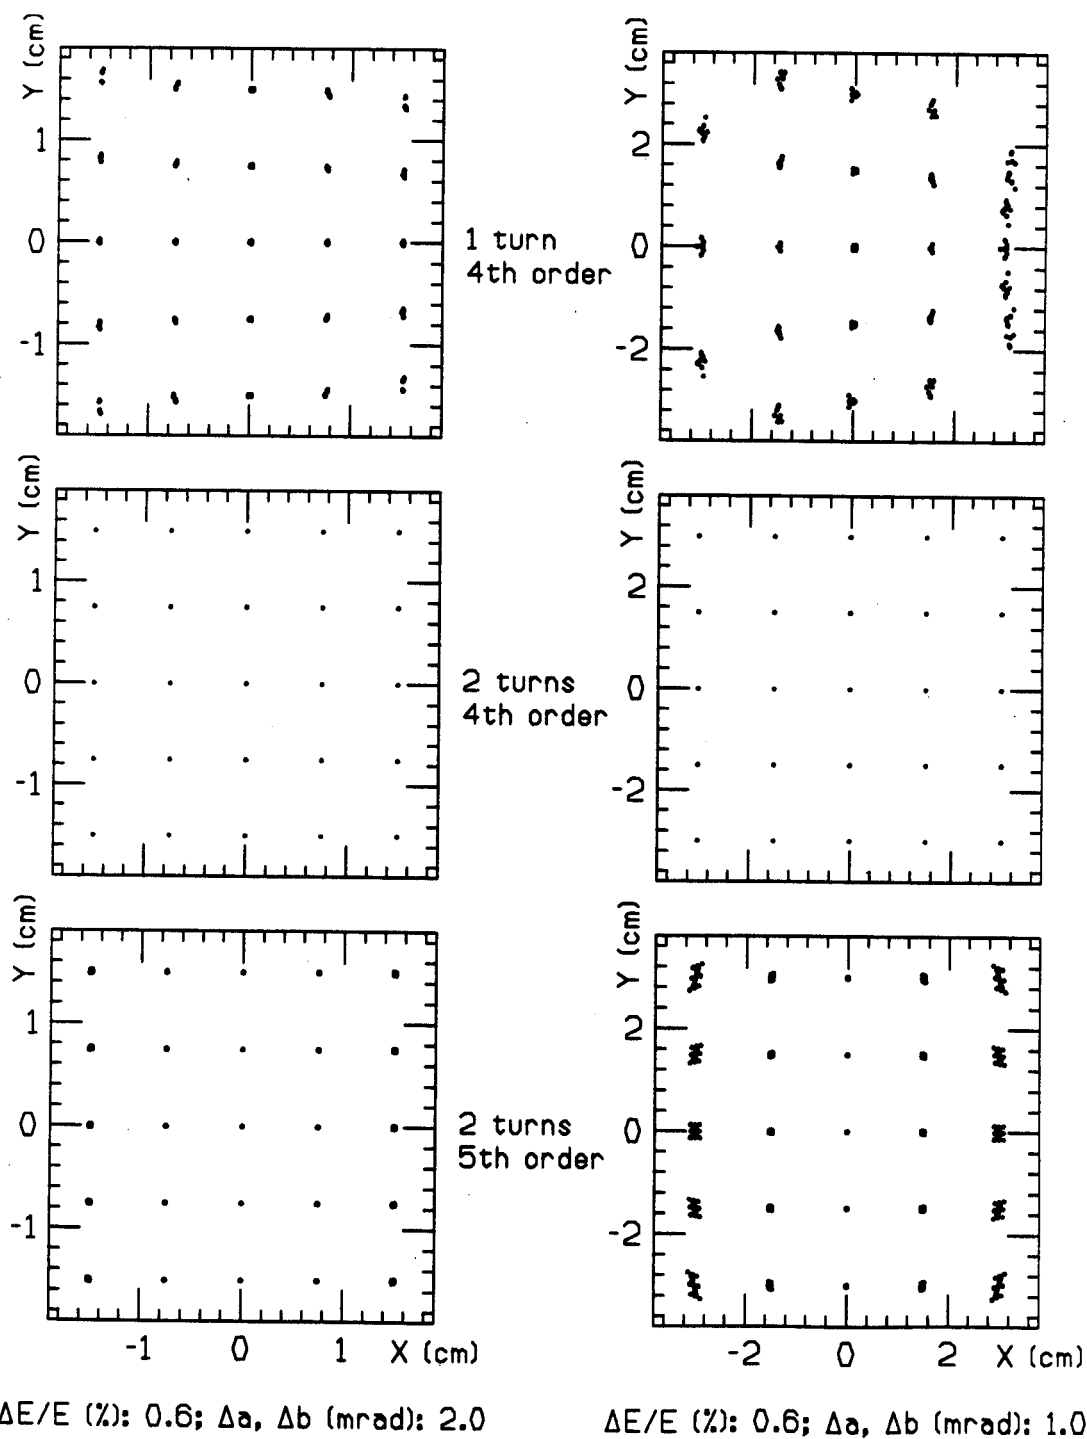 Y (cm)
1
0
-1
1 turn
4th order
Y (cm)
2
0
-2
Y (cm)
1
0
-1
2 turns
4th order
Y (cm)
2
0
-2
Y (cm)
1
0
-1
2 turns
5th order
Y (cm)
2
0
-2
-1 0 1 X (cm)
-2 0 2 X (cm)
ΔE/E (%): 0.6; Δa, Δb (mrad): 2.0
ΔE/E (%): 0.6; Δa, Δb (mrad): 1.0